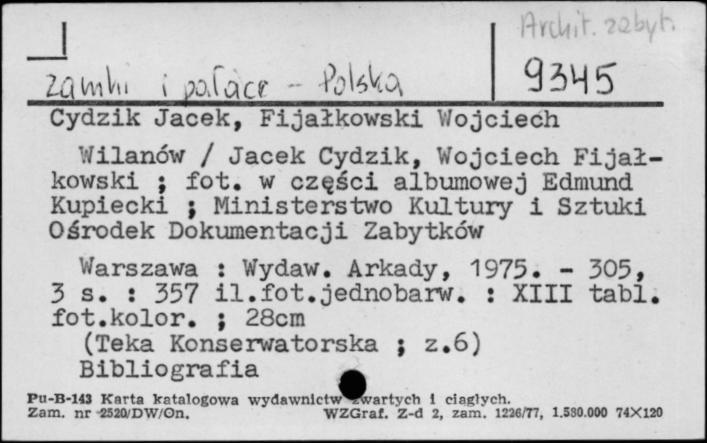 Archit. zabyt.
zamki i pałace - Polska 9345
Cydzik Jacek, Fijałkowski Wojciech
Wilanów / Jacek Cydzik, Wojciech Fijał-
kowski ; fot. w części albumowej Edmund
Kupiecki ; Ministerstwo Kultury i Sztuki
Ośrodek Dokumentacji Zabytków
Warszawa : Wydaw. Arkady, 1975. - 305,
3 s. : 357 il.fot.jednobarw. : XIII tabl.
fot.kolor. ; 28cm
(Teka Konserwatorska ; z.6)
Bibliografia
Pu-B-143 Karta katalogowa wydawnictw zwartych i ciągłych.
Zam. nr 2520/DW/On. WZGraf. Z-d 2, zam. 1226/77, 1.580.000 74×120